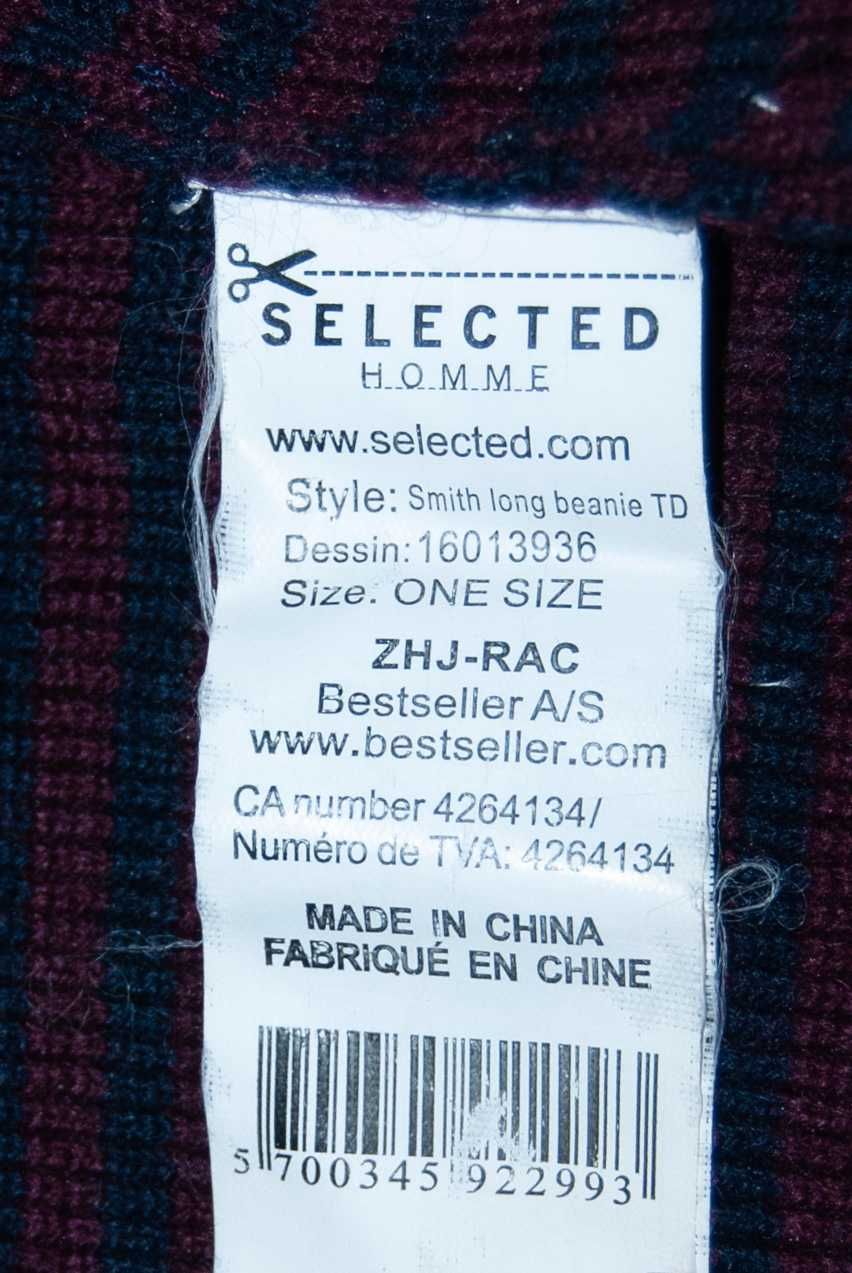 SELECTED
HOMME
www.selected.com
Style: Smith long beanie TD
Dessin:16013936
Size. ONE SIZE
ZHJ-RAC
Bestseller A/S
www.bestseller.com
CA number 4264134/
Numéro de TVA: 4264134
MADE IN CHINA
FABRIQUÉ EN CHINE
5 700345 922993